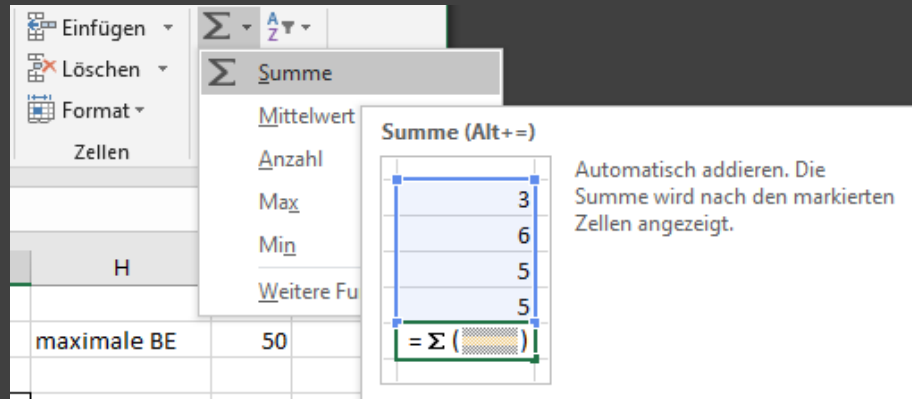 Einfügen
Löschen
Format
Zellen
Σ
A
Z
Σ Summe
Mittelwert
Anzahl
Max
Min
Weitere Fu
Summe (Alt+=)
3
6
5
5
= Σ ( )
Automatisch addieren. Die
Summe wird nach den markierten
Zellen angezeigt.
H
maximale BE 50